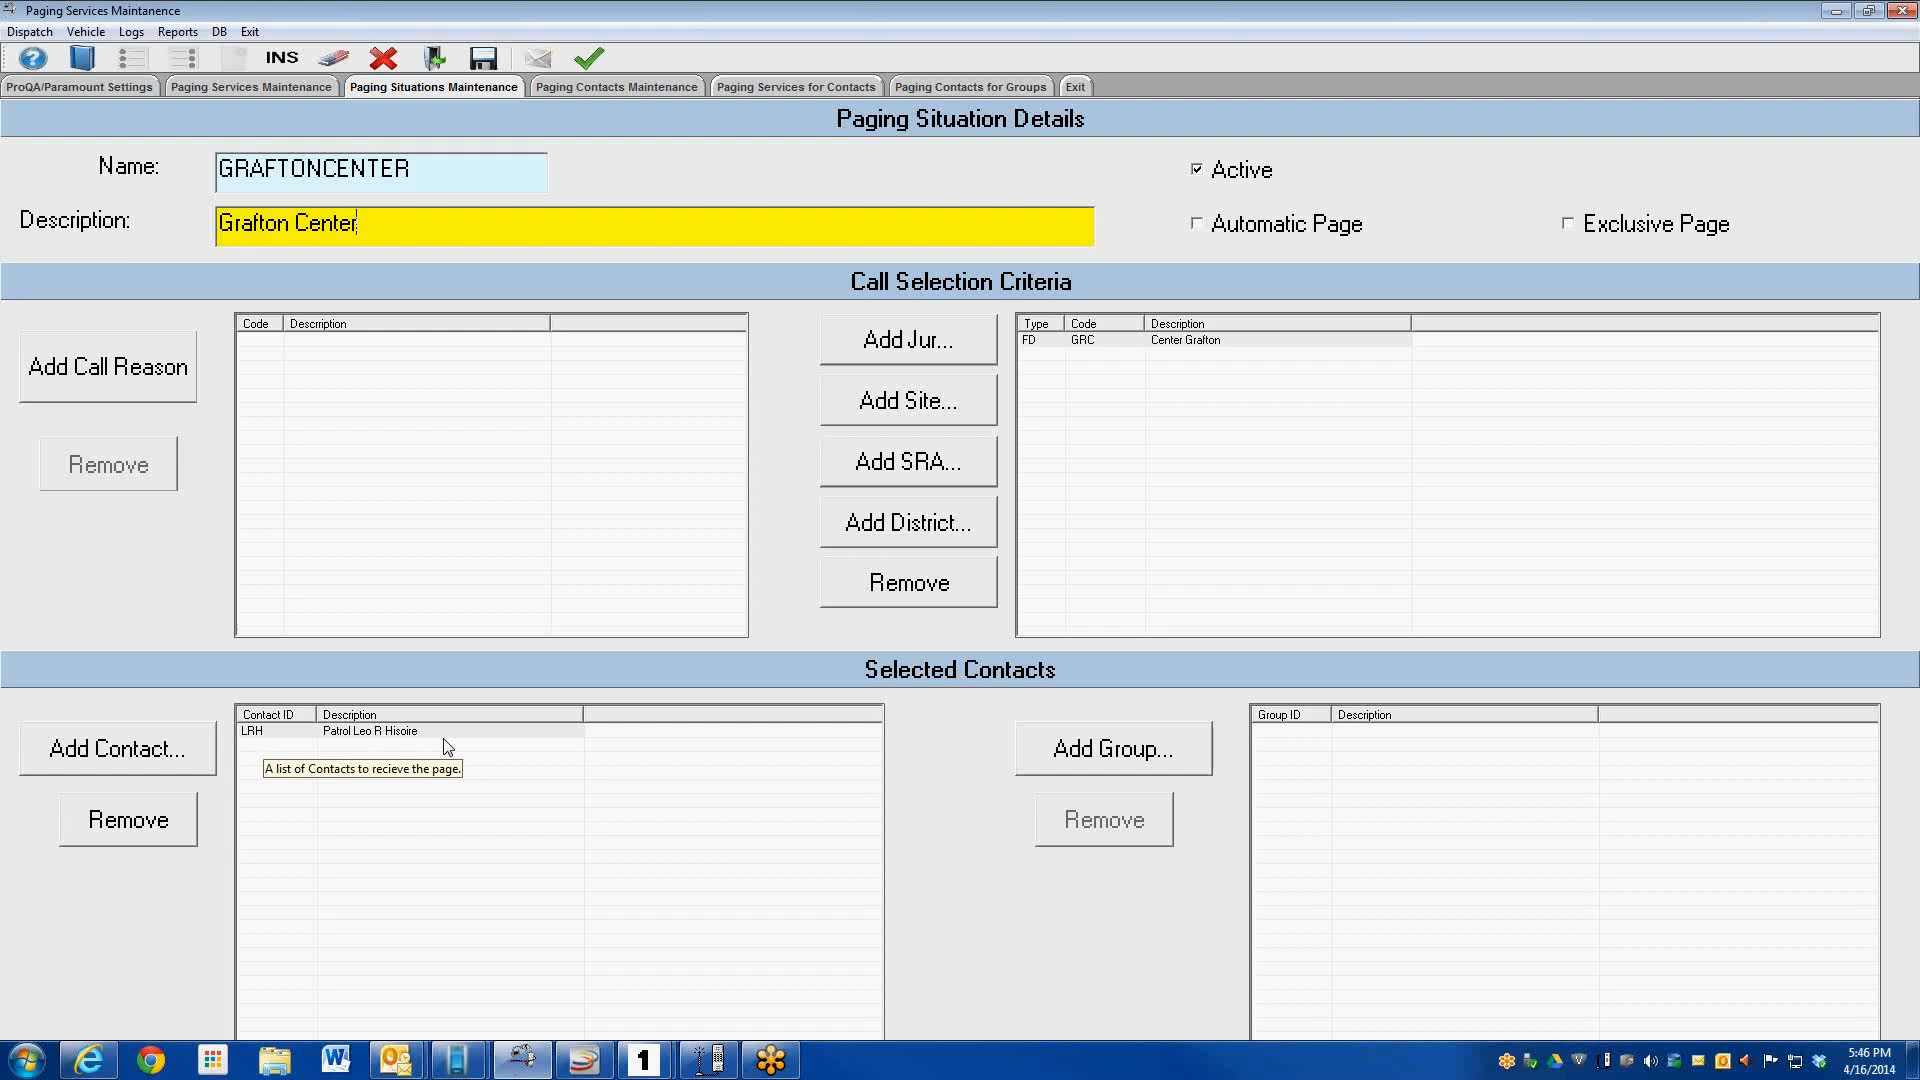 Paging Services Maintanence
Dispatch Vehicle Logs Reports DB Exit
? INS
ProQA/Paramount Settings Paging Services Maintenance Paging Situations Maintenance Paging Contacts Maintenance Paging Services for Contacts Paging Contacts for Groups Exit
Paging Situation Details
Name: GRAFTONCENTER Active
Description: Grafton Center Automatic Page Exclusive Page
Call Selection Criteria
Add Call Reason
Remove
Code Descrription
Add Jur...
Add Site...
Add SRA...
Add District...
Remove
Type Code Description
FD GRC Center Grafton
Selected Contacts
Add Contact...
Remove
Contact ID Description
LRH Patrol Leo R Hisoire
A list of Contacts to recieve the page.
Add Group...
Remove
Group ID Description
1
5:46 PM
4/16/2014